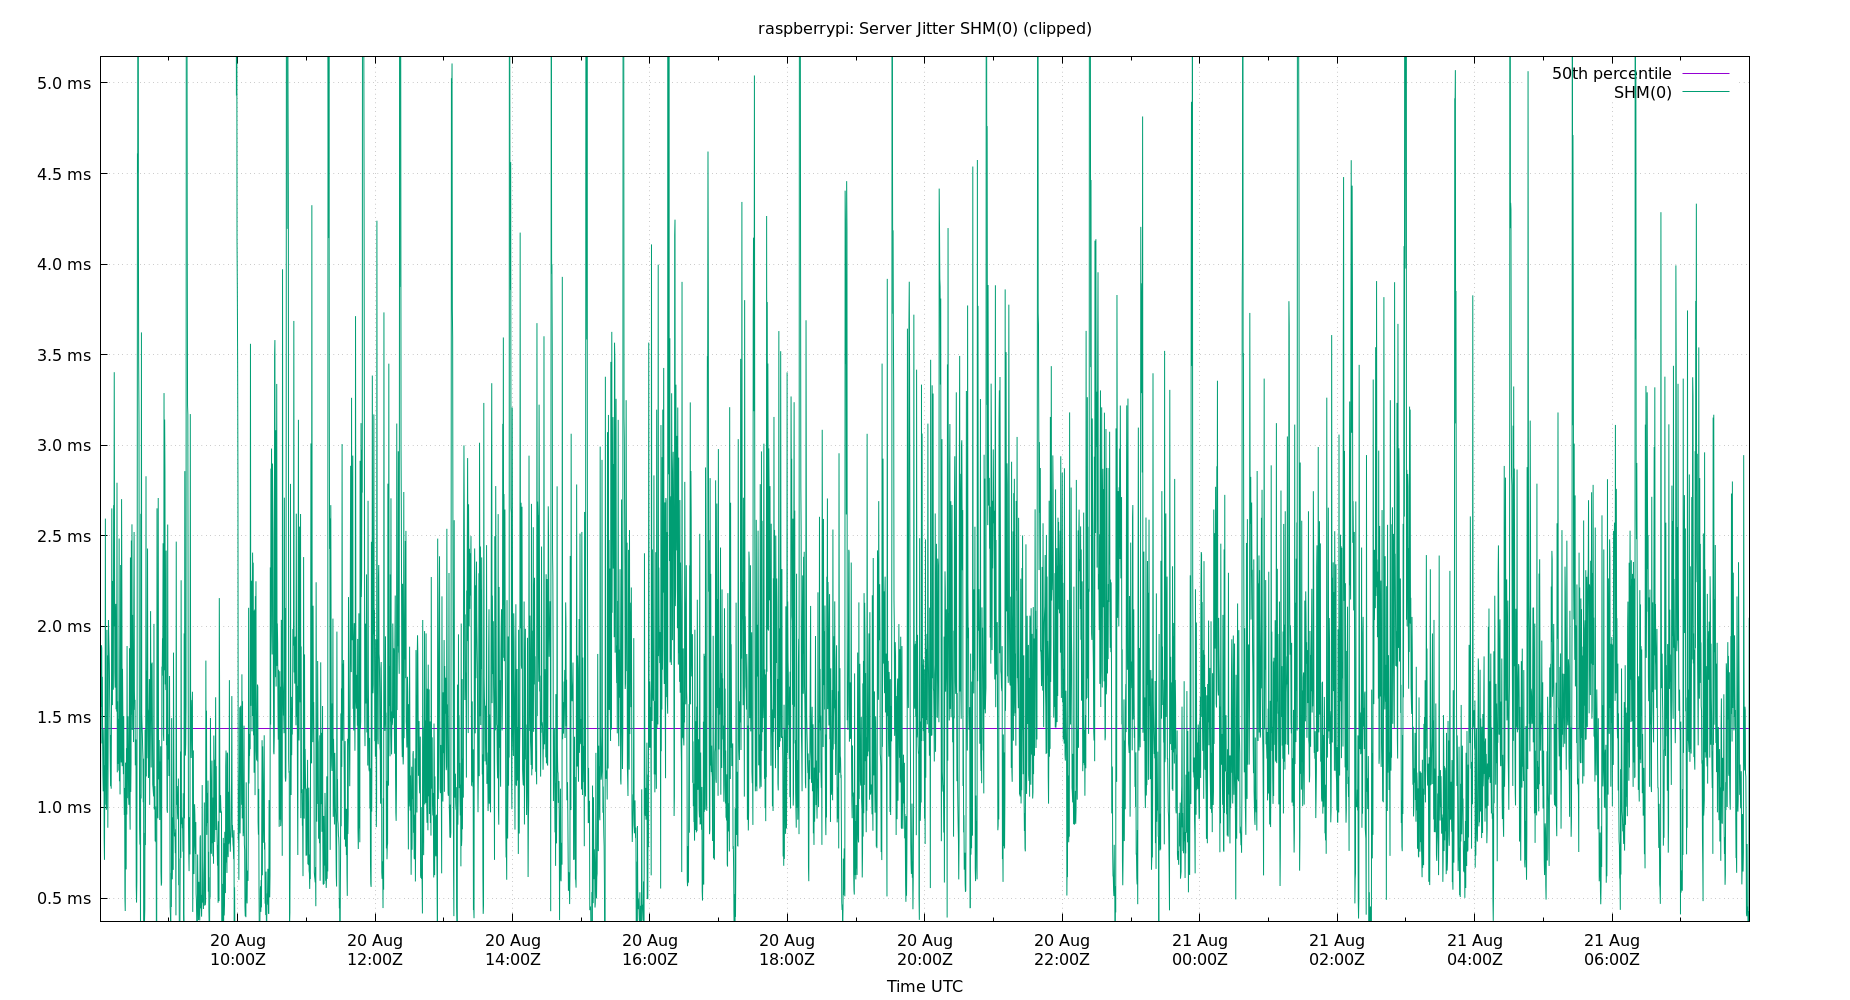 raspberrypi: Server Jitter SHM(0) (clipped)
50th percentile
SHM(0)
5.0 ms
4.5 ms
4.0 ms
3.5 ms
3.0 ms
2.5 ms
2.0 ms
1.5 ms
1.0 ms
0.5 ms
20 Aug 20 Aug 20 Aug 20 Aug 20 Aug 20 Aug 20 Aug 21 Aug 21 Aug 21 Aug 21 Aug
10:00Z 12:00Z 14:00Z 16:00Z 18:00Z 20:00Z 22:00Z 00:00Z 02:00Z 04:00Z 06:00Z
Time UTC